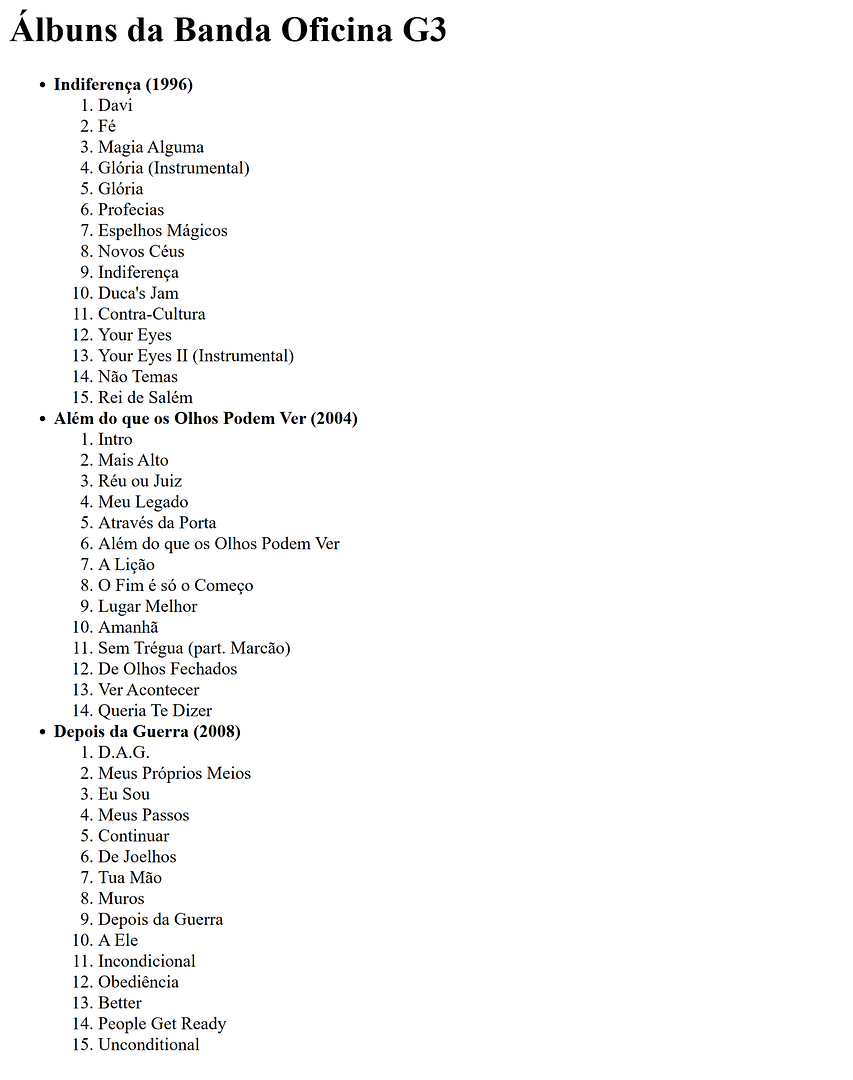 Álbuns da Banda Oficina G3
• Indiferença (1996)
1. Davi
2. Fé
3. Magia Alguma
4. Glória (Instrumental)
5. Glória
6. Profecias
7. Espelhos Mágicos
8. Novos Céus
9. Indiferença
10. Duca's Jam
11. Contra-Cultura
12. Your Eyes
13. Your Eyes II (Instrumental)
14. Não Temas
15. Rei de Salém
• Além do que os Olhos Podem Ver (2004)
1. Intro
2. Mais Alto
3. Réu ou Juiz
4. Meu Legado
5. Através da Porta
6. Além do que os Olhos Podem Ver
7. A Lição
8. O Fim é só o Começo
9. Lugar Melhor
10. Amanhã
11. Sem Trégua (part. Marcão)
12. De Olhos Fechados
13. Ver Acontecer
14. Queria Te Dizer
• Depois da Guerra (2008)
1. D.A.G.
2. Meus Próprios Meios
3. Eu Sou
4. Meus Passos
5. Continuar
6. De Joelhos
7. Tua Mão
8. Muros
9. Depois da Guerra
10. A Ele
11. Incondicional
12. Obediência
13. Better
14. People Get Ready
15. Unconditional